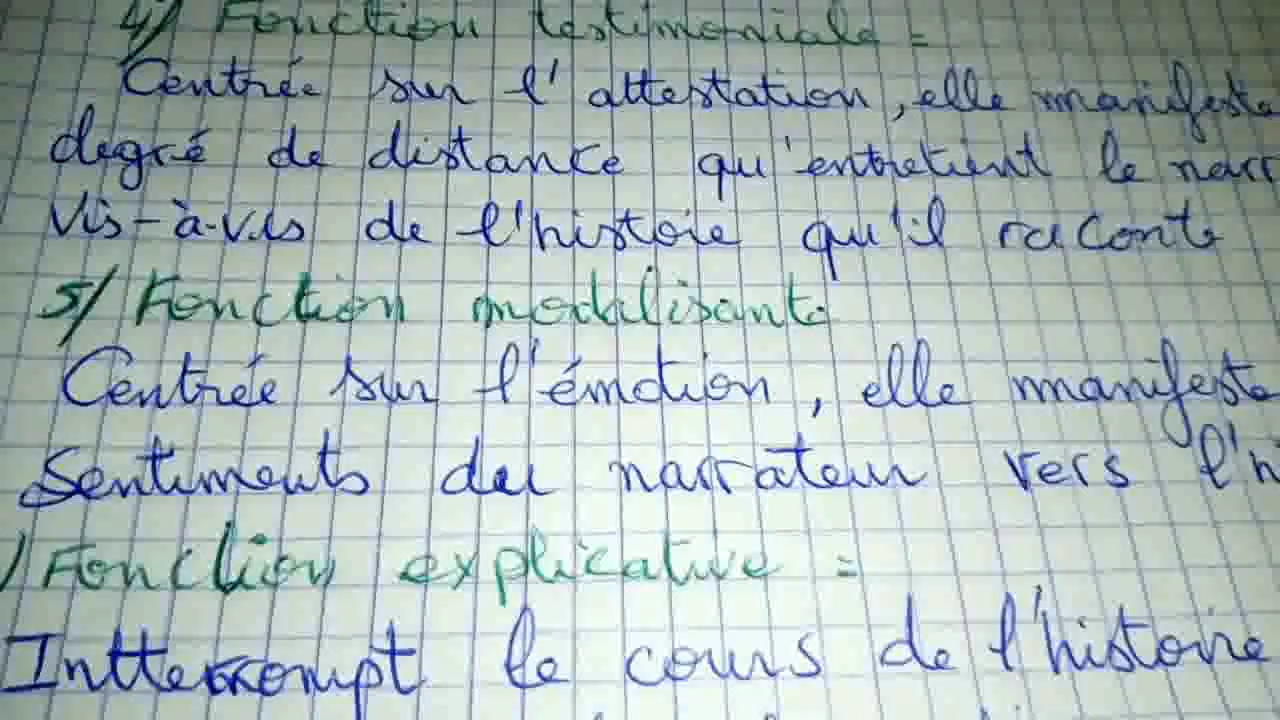 4/ Fonction testimoniale =
Centrée sur l'attestation, elle manifeste
degré de distance qu'entretient le narr
vis-à-vis de l'histoie qu'il raconte
5/ Fonction modalisante
Centrée sur l'émotion, elle manifeste
Sentiments du narrateur vers l'h
/ Fonction explicative =
Intterrompt le cours de l'histoire